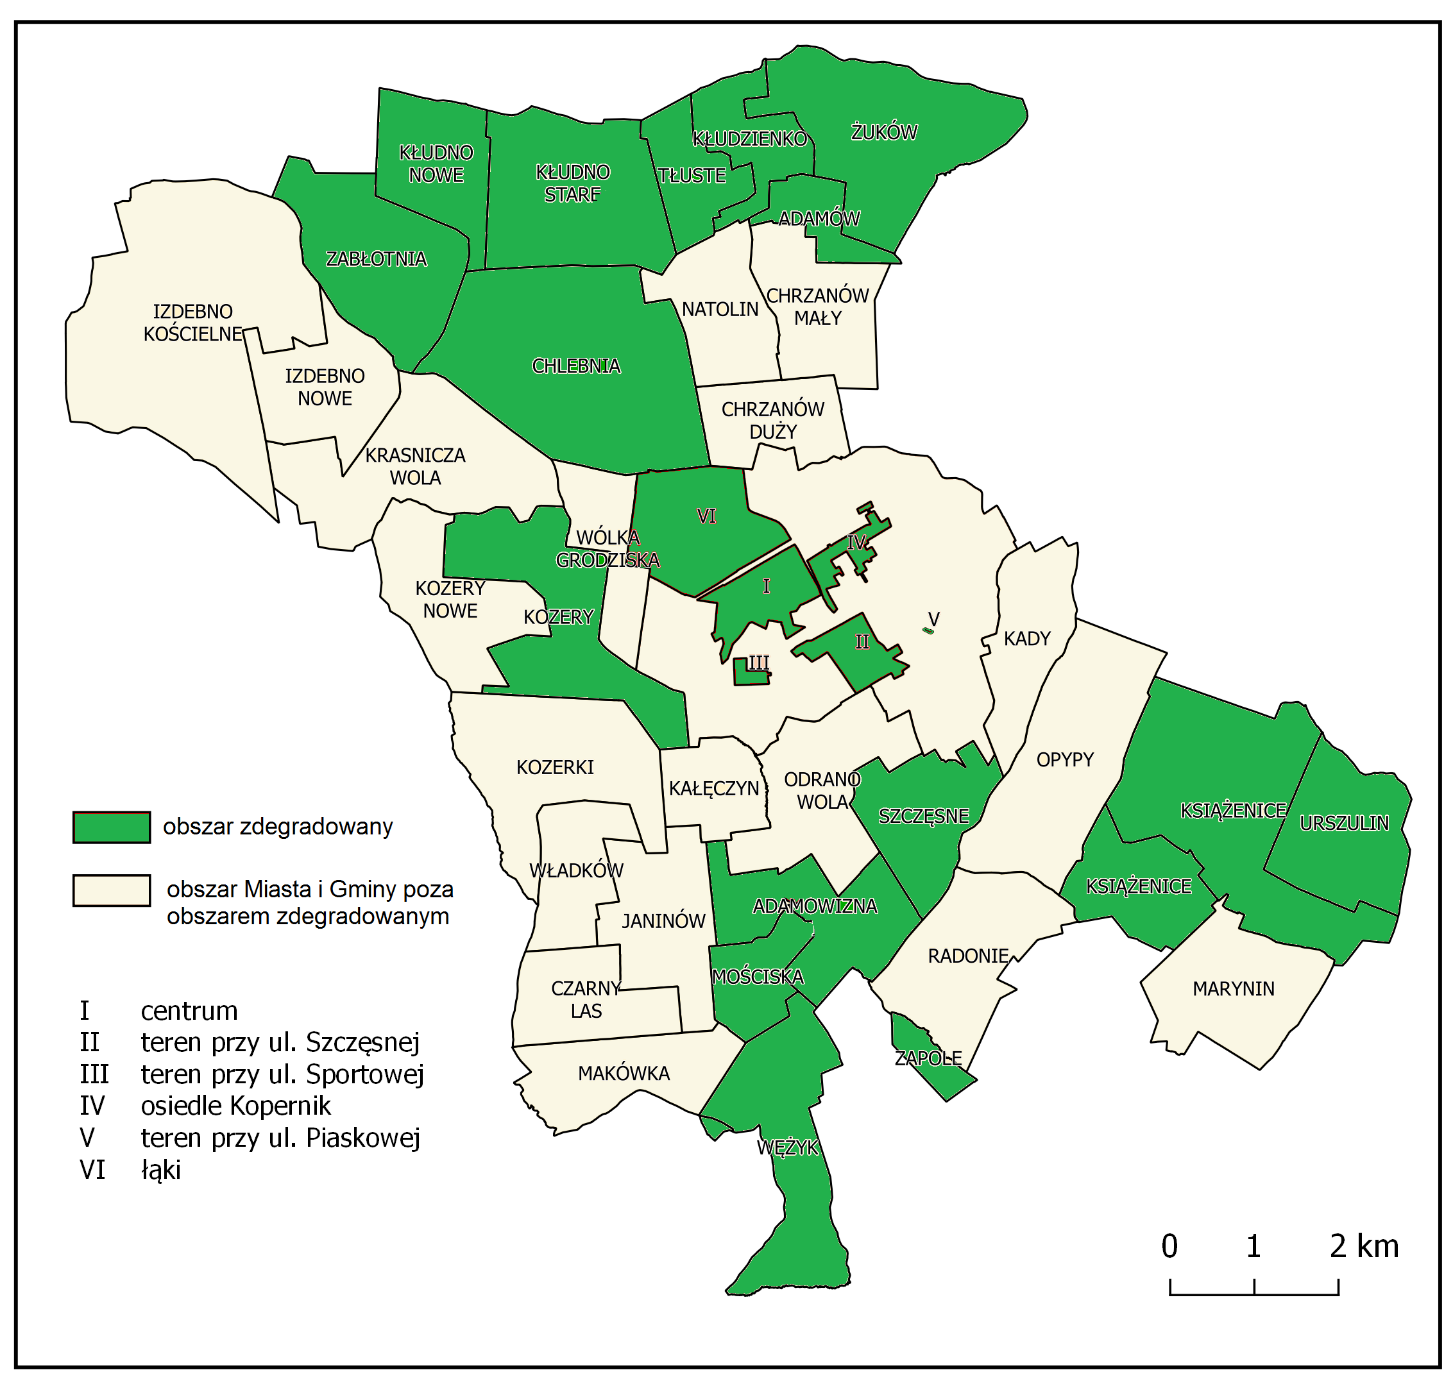 ŻUKÓW
KŁUDZIENKO
KŁUDNO
NOWE
KŁUDNO
STARE
TŁUSTE
ADAMÓW
ZABŁOTNIA
IZDEBNO
KOŚCIELNE
NATOLIN
CHRZANÓW
MAŁY
CHLEBNIA
IZDEBNO
NOWE
CHRZANÓW
DUŻY
KRASNICZA
WOLA
VI
WÓLKA
GRODZISKA
IV
I
KOZERY
NOWE
KOZERY
V
II
KADY
III
KOZERKI
KAŁĘCZYN
ODRANO
WOLA
OPYPY
SZCZĘSNE
KSIĄŻENICE
URSZULIN
WŁADKÓW
KSIĄŻENICE
JANINÓW
ADAMOWIZNA
RADONIE
MOŚCISKA
CZARNY
LAS
MARYNIN
ZAPOLE
MAKÓWKA
WĘŻYK
obszar zdegradowany
obszar Miasta i Gminy poza
obszarem zdegradowanym
I centrum
II teren przy ul. Szczęsnej
III teren przy ul. Sportowej
IV osiedle Kopernik
V teren przy ul. Piaskowej
VI łąki
0 1 2 km